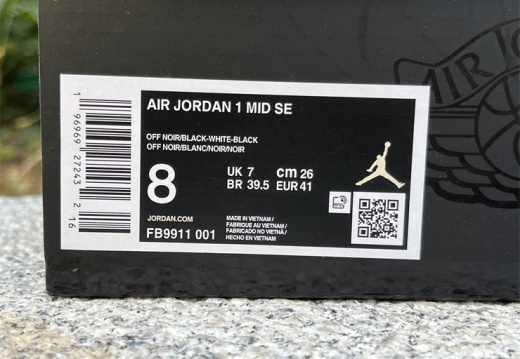 AIR JORDAN 1 MID SE
OFF NOIR/BLACK-WHITE-BLACK
OFF NOIR/BLANC/NOIR/NOIR
8
UK 7 cm 26
BR 39.5 EUR 41
JORDAN.COM
FB9911 001
MADE IN VIETNAM /
FABRIQUE AU VIETNAM /
FABRICADO NO VIETNÃ /
HECHO EN VIETNAM
1 96969 27243 2 16
AIR JO